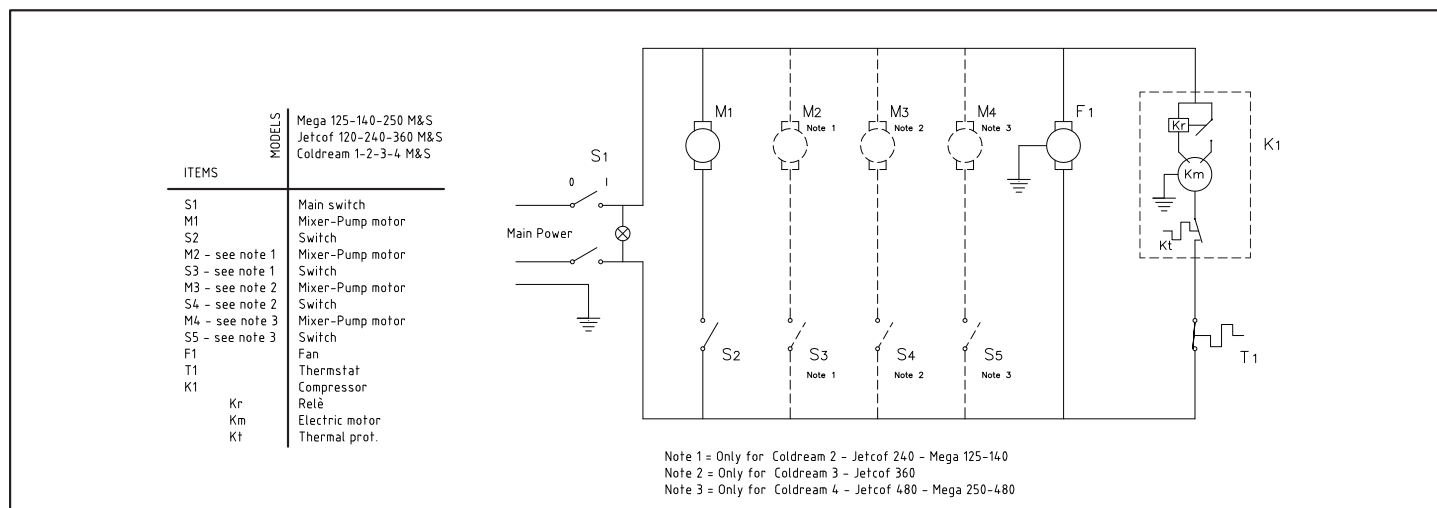 MODELS
Mega 125-140-250 M&S
Jetcof 120-240-360 M&S
Coldream 1-2-3-4 M&S
ITEMS
S1 Main switch
M1 Mixer-Pump motor
S2 Switch
M2 - see note 1 Mixer-Pump motor
S3 - see note 1 Switch
M3 - see note 2 Mixer-Pump motor
S4 - see note 2 Switch
M4 - see note 3 Mixer-Pump motor
S5 - see note 3 Switch
F1 Fan
T1 Thermstat
K1 Compressor
Kr Relè
Km Electric motor
Kt Thermal prot.
S1
0 I
Main Power
M1
M2
Note 1
M3
Note 2
M4
Note 3
F1
Kr
K1
Km
Kt
S2
S3
Note 1
S4
Note 2
S5
Note 3
T1
Note 1 = Only for Coldream 2 - Jetcof 240 - Mega 125-140
Note 2 = Only for Coldream 3 - Jetcof 360
Note 3 = Only for Coldream 4 - Jetcof 480 - Mega 250-480